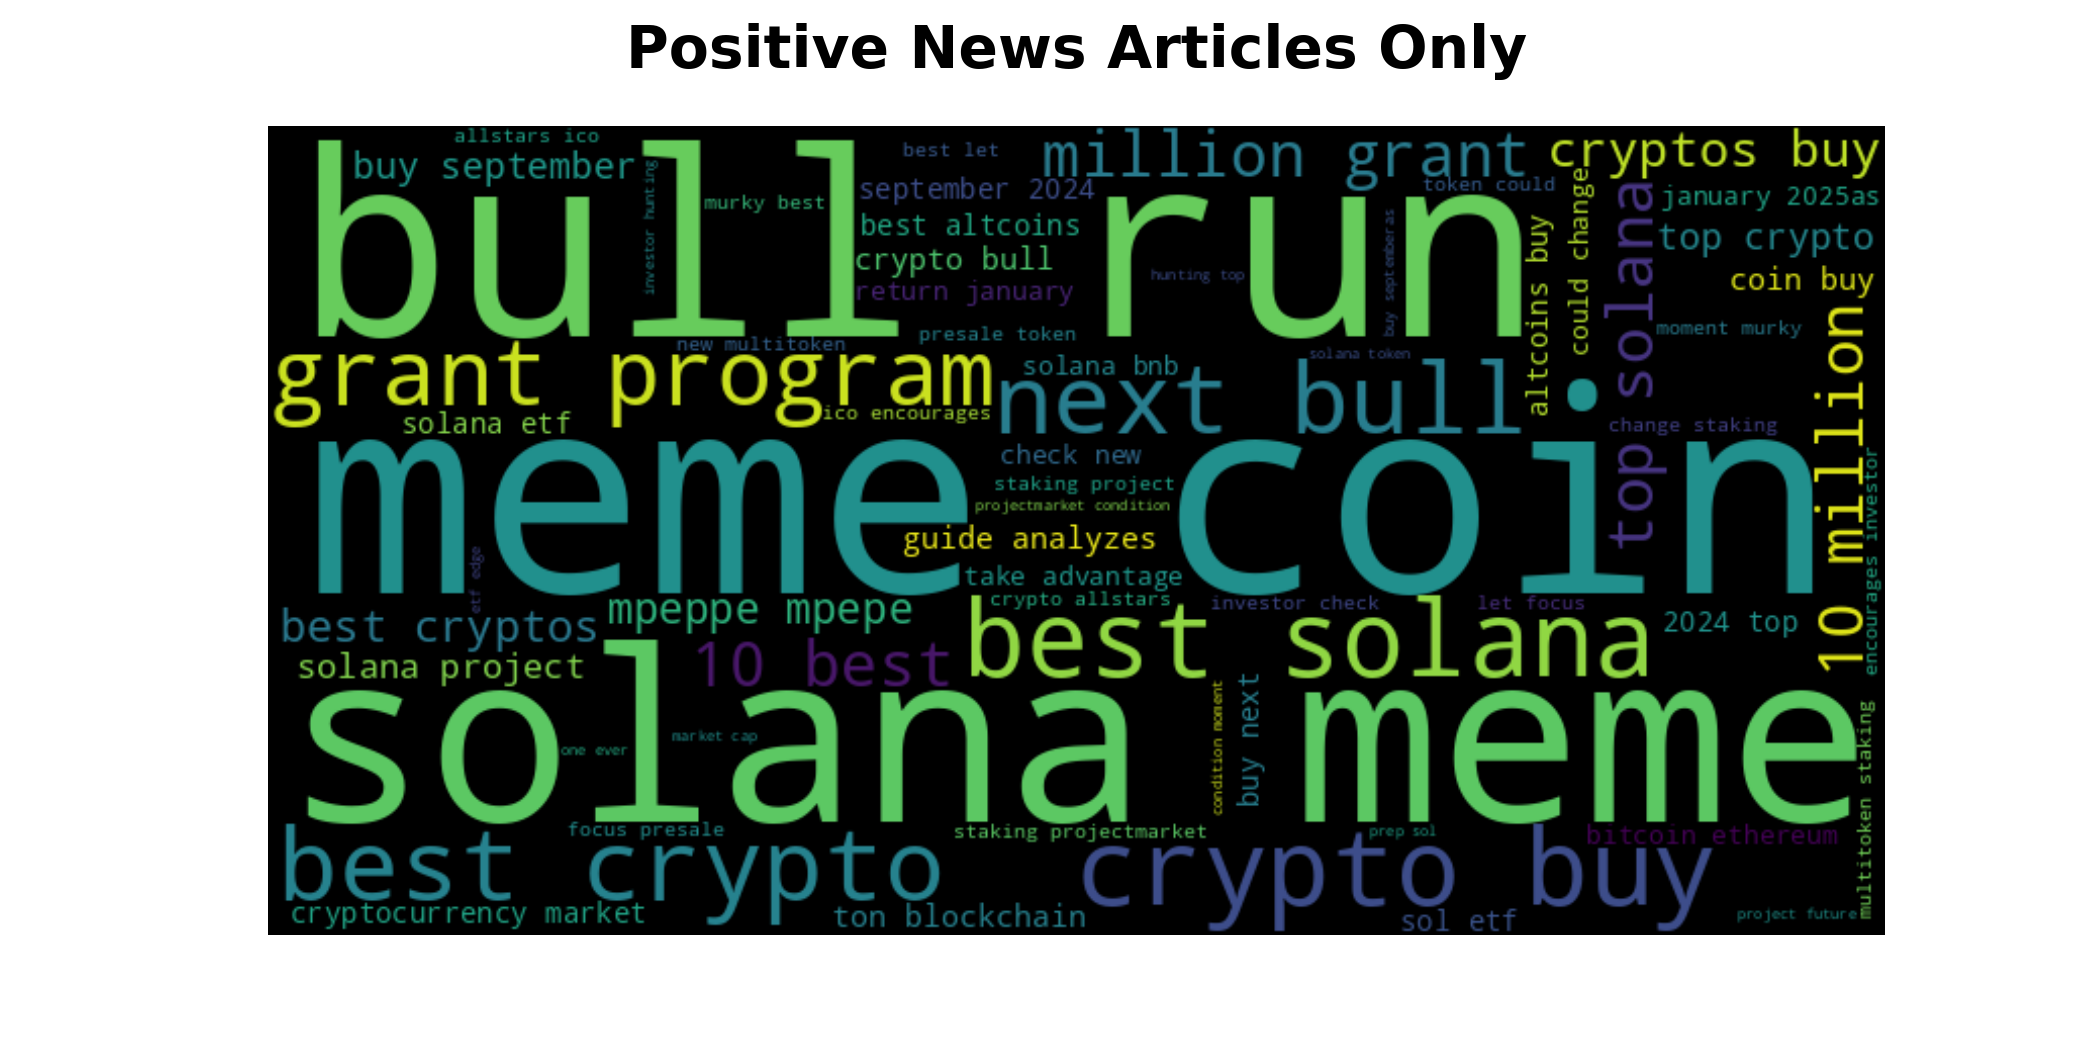 Positive News Articles Only
allstars ico
million grant
cryptos buy
buy september
best let
investor hunting
murky best
september 2024
token could
could change
january 2025as
bull run
best altcoins
top solana
top crypto
crypto bull
altcoins buy
buy septemberas
hunting top
coin buy
return january
new multitoken
presale token
moment murky
solana token
grant program
solana bnb
next bull
10 million
solana etf
ico encourages
change staking
meme coin
check new
staking project
projectmarket condition
guide analyzes
encourages investor
etf edge
take advantage
crypto allstars
investor check
let focus
best cryptos
mpeppe mpepe
best solana
2024 top
solana project
10 best
solana meme
condition moment
buy next
market cap
one ever
multitoken staking
focus presale
staking projectmarket
prep sol
bitcoin ethereum
best crypto
crypto buy
cryptocurrency market
ton blockchain
sol etf
project future